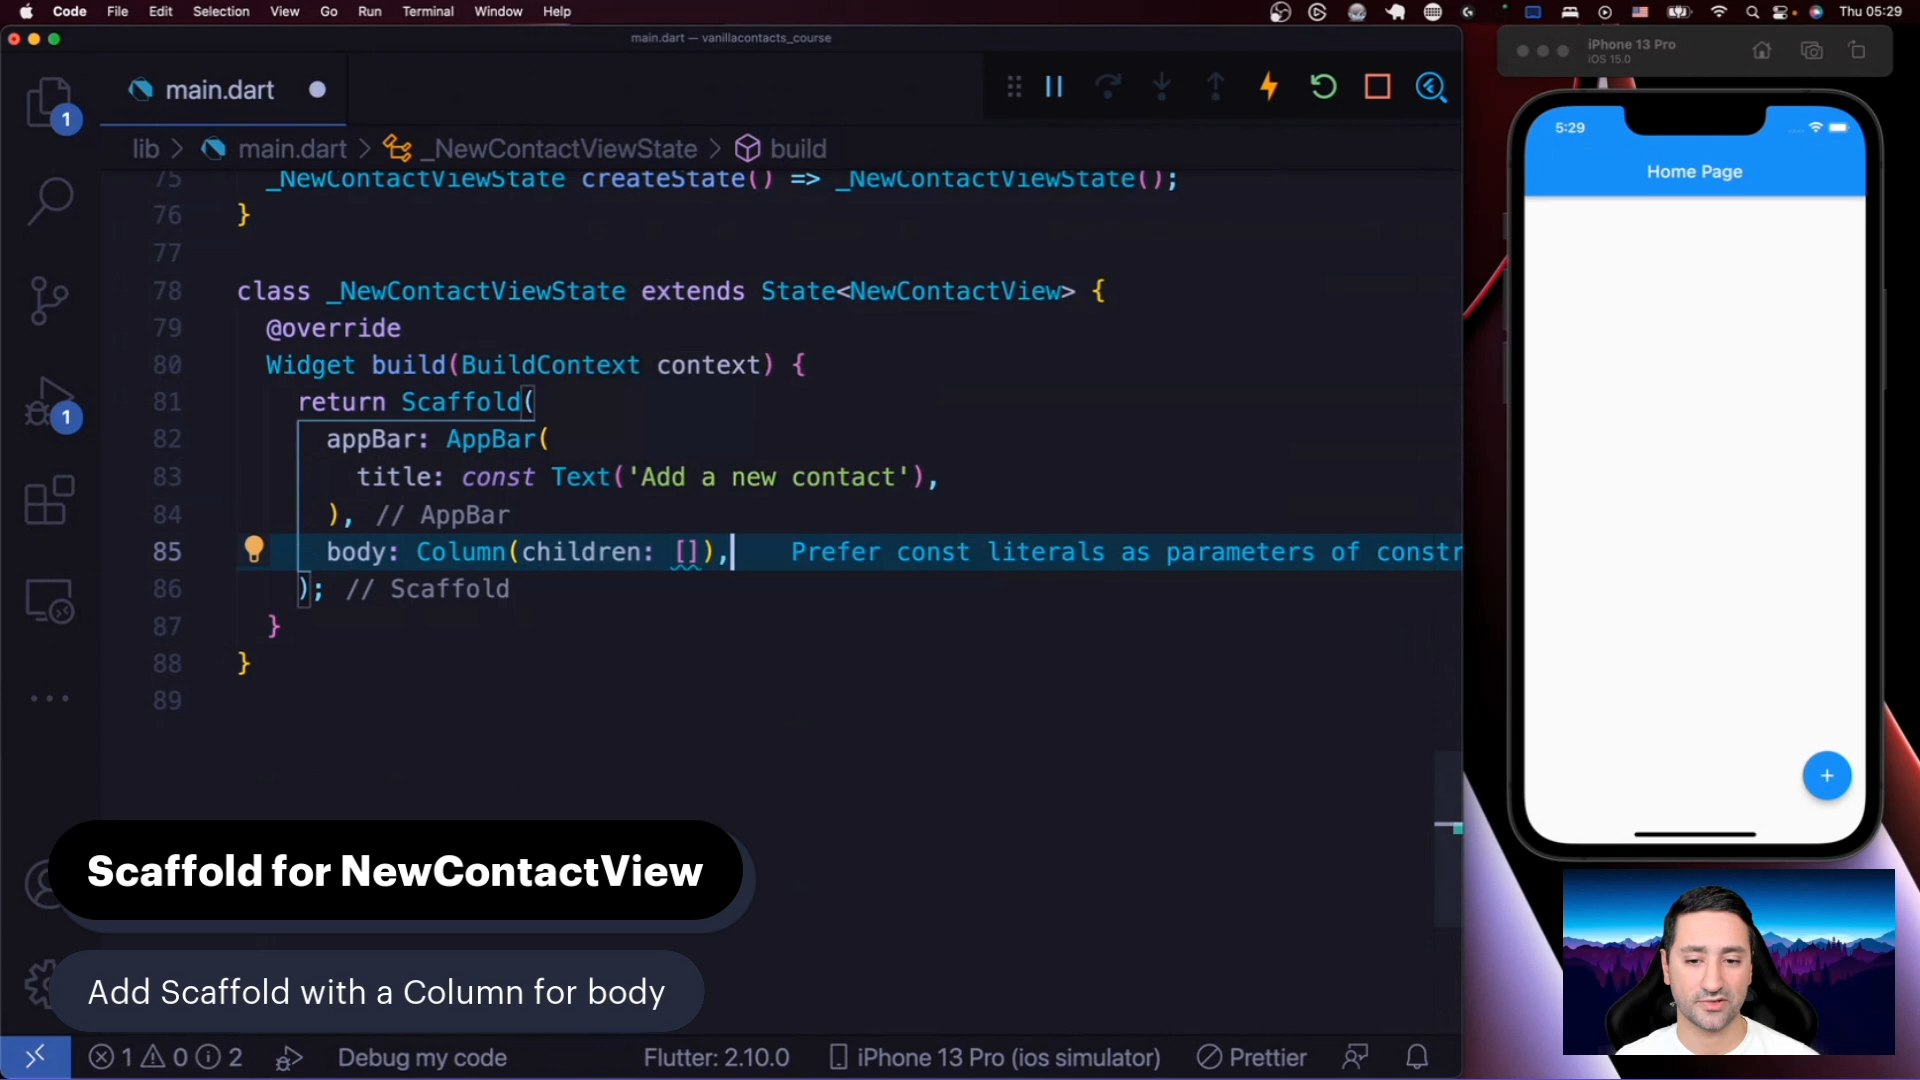 Code File Edit Selection View Go Run Terminal Window Help
Thu 05:29
main.dart — vanillacontacts_course
main.dart
lib > main.dart > _NewContactViewState > build
75 _NewContactViewState createState() => _NewContactViewState();
76 }
77
78 class _NewContactViewState extends State<NewContactView> {
79 @override
80 Widget build(BuildContext context) {
81 return Scaffold(
82 appBar: AppBar(
83 title: const Text('Add a new contact'),
84 ), // AppBar
85 body: Column(children: []), Prefer const literals as parameters of constr
86 ); // Scaffold
87 }
88 }
89
1
1
Scaffold for NewContactView
Add Scaffold with a Column for body
1 0 2 Debug my code Flutter: 2.10.0 iPhone 13 Pro (ios simulator) Prettier
iPhone 13 Pro
iOS 15.0
5:29
Home Page
+